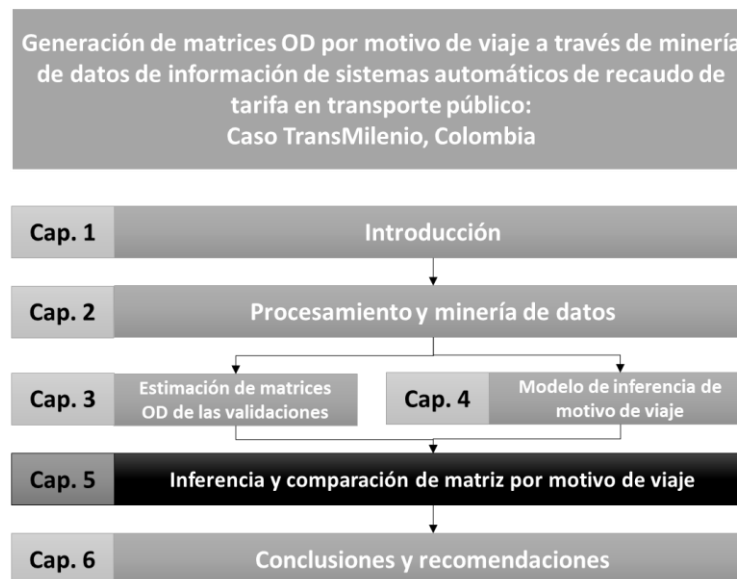 Generación de matrices OD por motivo de viaje a través de minería
de datos de información de sistemas automáticos de recaudo de
tarifa en transporte público:
Caso TransMilenio, Colombia
Cap. 1 Introducción
Cap. 2 Procesamiento y minería de datos
Cap. 3 Estimación de matrices
OD de las validaciones
Cap. 4 Modelo de inferencia de
motivo de viaje
Cap. 5 Inferencia y comparación de matriz por motivo de viaje
Cap. 6 Conclusiones y recomendaciones